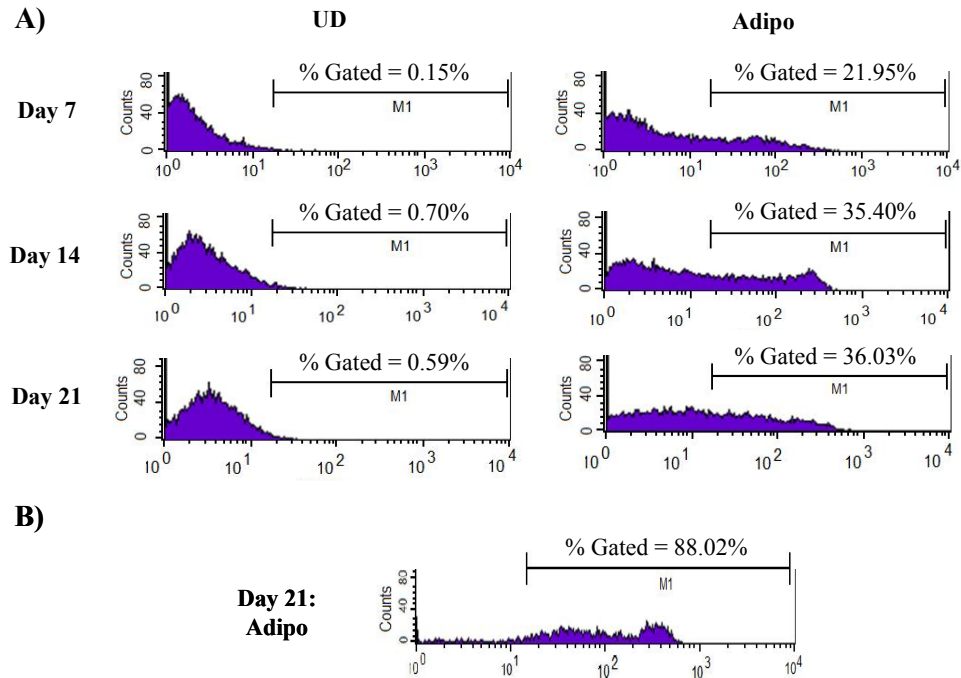 A)
UD
Adipo
Day 7
Counts
80
40
0
% Gated = 0.15%
M1
10^0 10^1 10^2 10^3 10^4
Counts
80
40
0
% Gated = 21.95%
M1
10^0 10^1 10^2 10^3 10^4
Day 14
Counts
80
40
0
% Gated = 0.70%
M1
10^0 10^1 10^2 10^3 10^4
Counts
80
40
0
% Gated = 35.40%
M1
10^0 10^1 10^2 10^3 10^4
Day 21
Counts
80
40
0
% Gated = 0.59%
M1
10^0 10^1 10^2 10^3 10^4
Counts
80
40
0
% Gated = 36.03%
M1
10^0 10^1 10^2 10^3 10^4
B)
Day 21:
Adipo
Counts
80
40
0
% Gated = 88.02%
M1
10^0 10^1 10^2 10^3 10^4